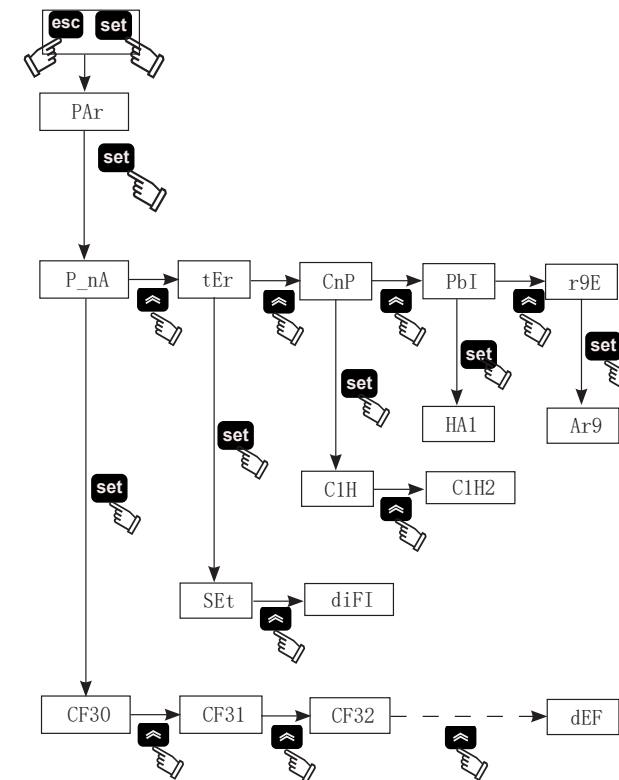 esc set
PAr
set
P_nA tEr CnP PbI r9E
set set
set
HA1 Ar9
set
C1H C1H2
set
SEt diFI
CF30 CF31 CF32 dEF